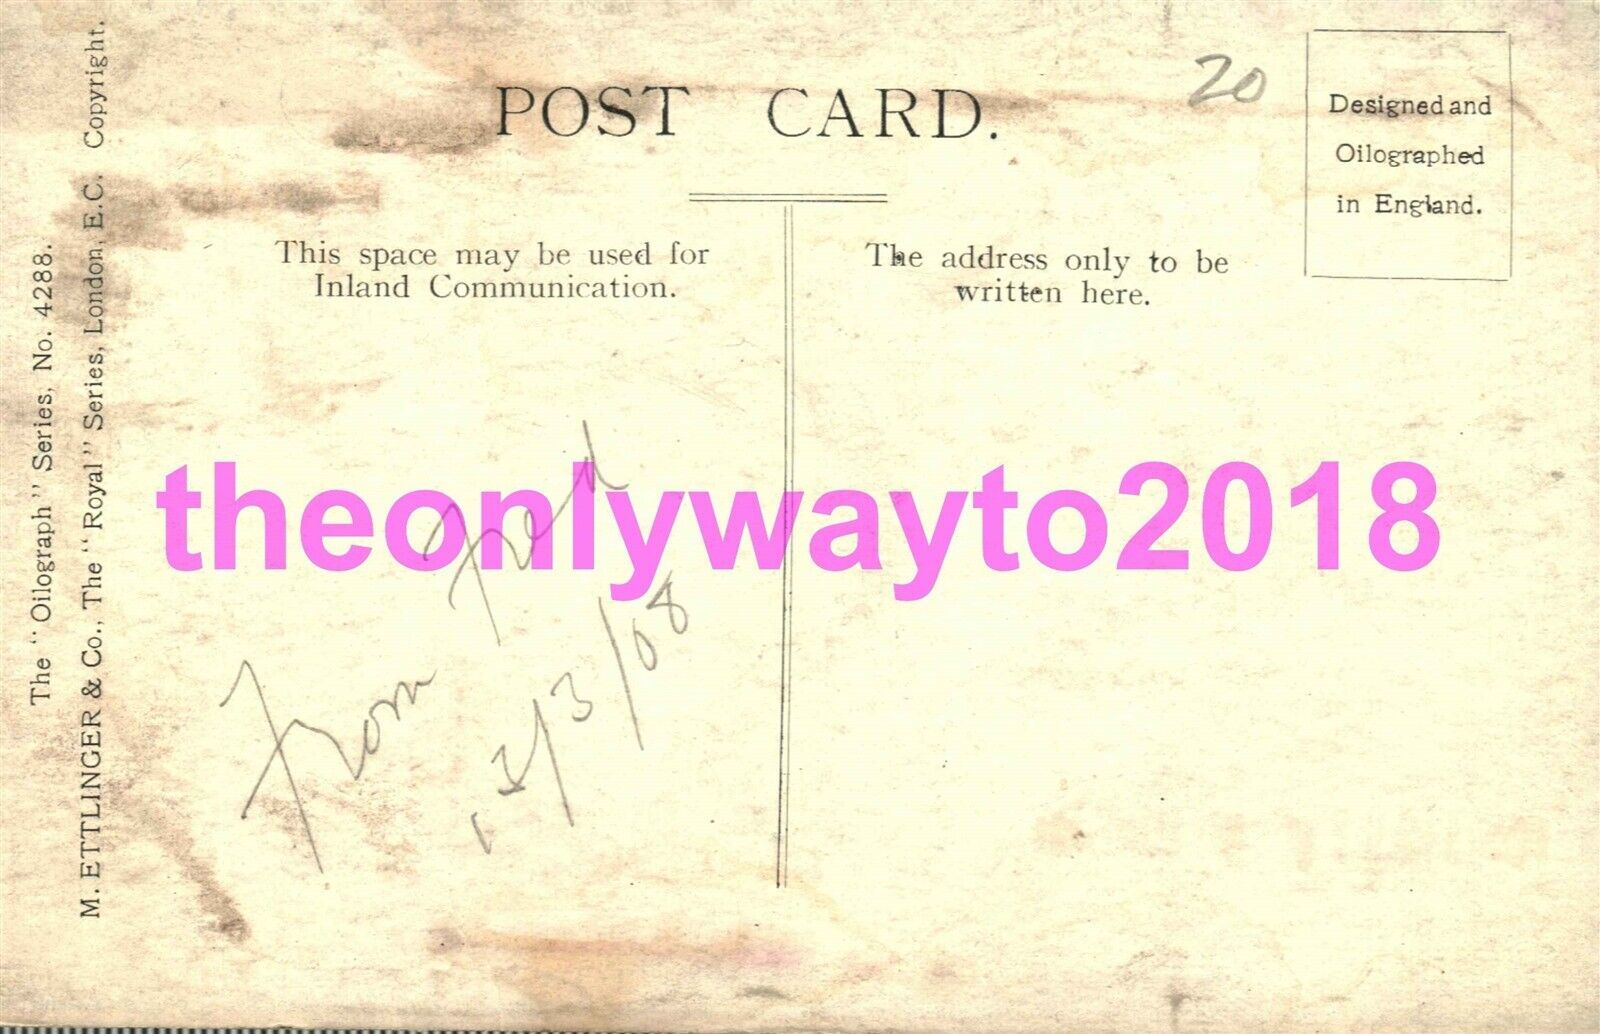 POST CARD.
20
Designed and
Oilographed
in England.
This space may be used for
Inland Communication.
The address only to be
written here.
The "Oilograph" Series, No. 4288.
M. ETTLINGER & Co., The "Royal" Series, London, E.C. Copyright.
From Fred
13/3/08
theonlywayto2018